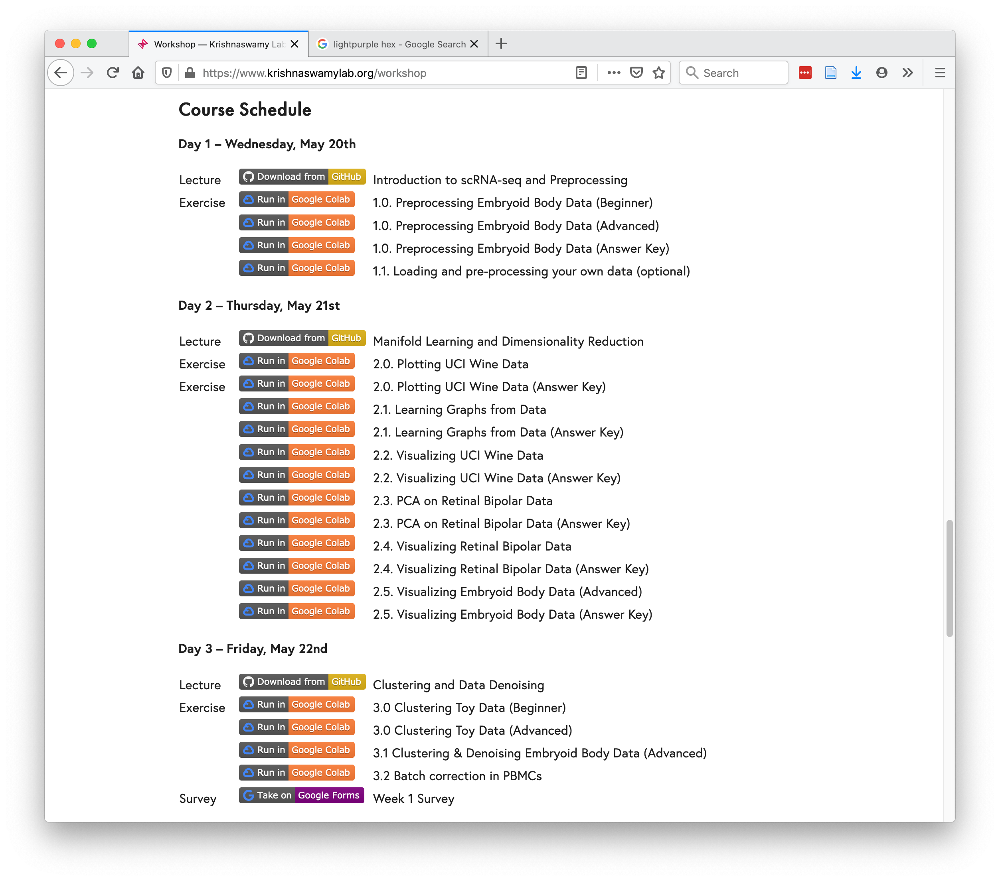 Workshop — Krishnaswamy Lab
lightpurple hex - Google Search
https://www.krishnaswamylab.org/workshop
Search
Course Schedule
Day 1 – Wednesday, May 20th
Lecture Download from GitHub Introduction to scRNA-seq and Preprocessing
Exercise Run in Google Colab 1.0. Preprocessing Embryoid Body Data (Beginner)
Run in Google Colab 1.0. Preprocessing Embryoid Body Data (Advanced)
Run in Google Colab 1.0. Preprocessing Embryoid Body Data (Answer Key)
Run in Google Colab 1.1. Loading and pre-processing your own data (optional)
Day 2 – Thursday, May 21st
Lecture Download from GitHub Manifold Learning and Dimensionality Reduction
Exercise Run in Google Colab 2.0. Plotting UCI Wine Data
Exercise Run in Google Colab 2.0. Plotting UCI Wine Data (Answer Key)
Run in Google Colab 2.1. Learning Graphs from Data
Run in Google Colab 2.1. Learning Graphs from Data (Answer Key)
Run in Google Colab 2.2. Visualizing UCI Wine Data
Run in Google Colab 2.2. Visualizing UCI Wine Data (Answer Key)
Run in Google Colab 2.3. PCA on Retinal Bipolar Data
Run in Google Colab 2.3. PCA on Retinal Bipolar Data (Answer Key)
Run in Google Colab 2.4. Visualizing Retinal Bipolar Data
Run in Google Colab 2.4. Visualizing Retinal Bipolar Data (Answer Key)
Run in Google Colab 2.5. Visualizing Embryoid Body Data (Advanced)
Run in Google Colab 2.5. Visualizing Embryoid Body Data (Answer Key)
Day 3 – Friday, May 22nd
Lecture Download from GitHub Clustering and Data Denoising
Exercise Run in Google Colab 3.0 Clustering Toy Data (Beginner)
Run in Google Colab 3.0 Clustering Toy Data (Advanced)
Run in Google Colab 3.1 Clustering & Denoising Embryoid Body Data (Advanced)
Run in Google Colab 3.2 Batch correction in PBMCs
Survey Take on Google Forms Week 1 Survey